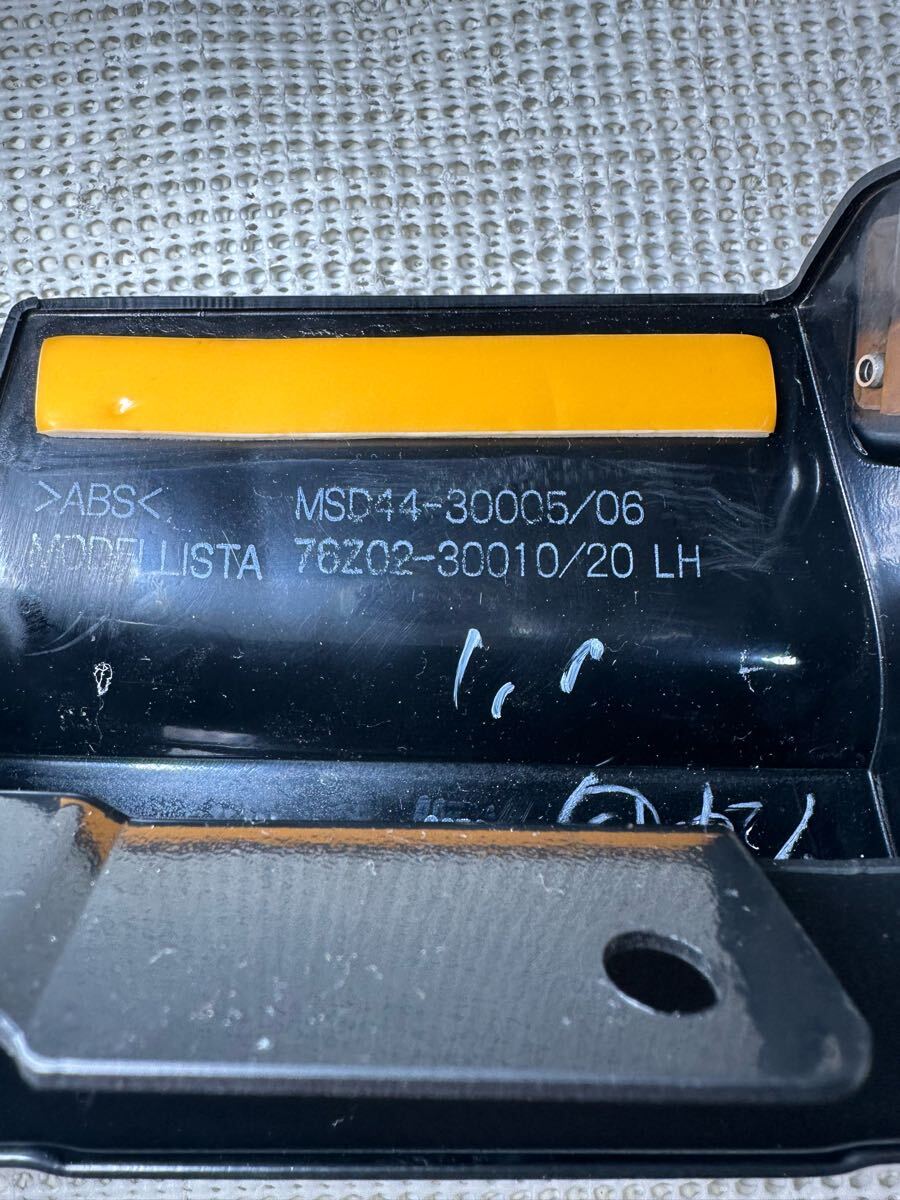 >ABS< MSD44-30005/06
MODELLISTA 76Z02-30010/20 LH